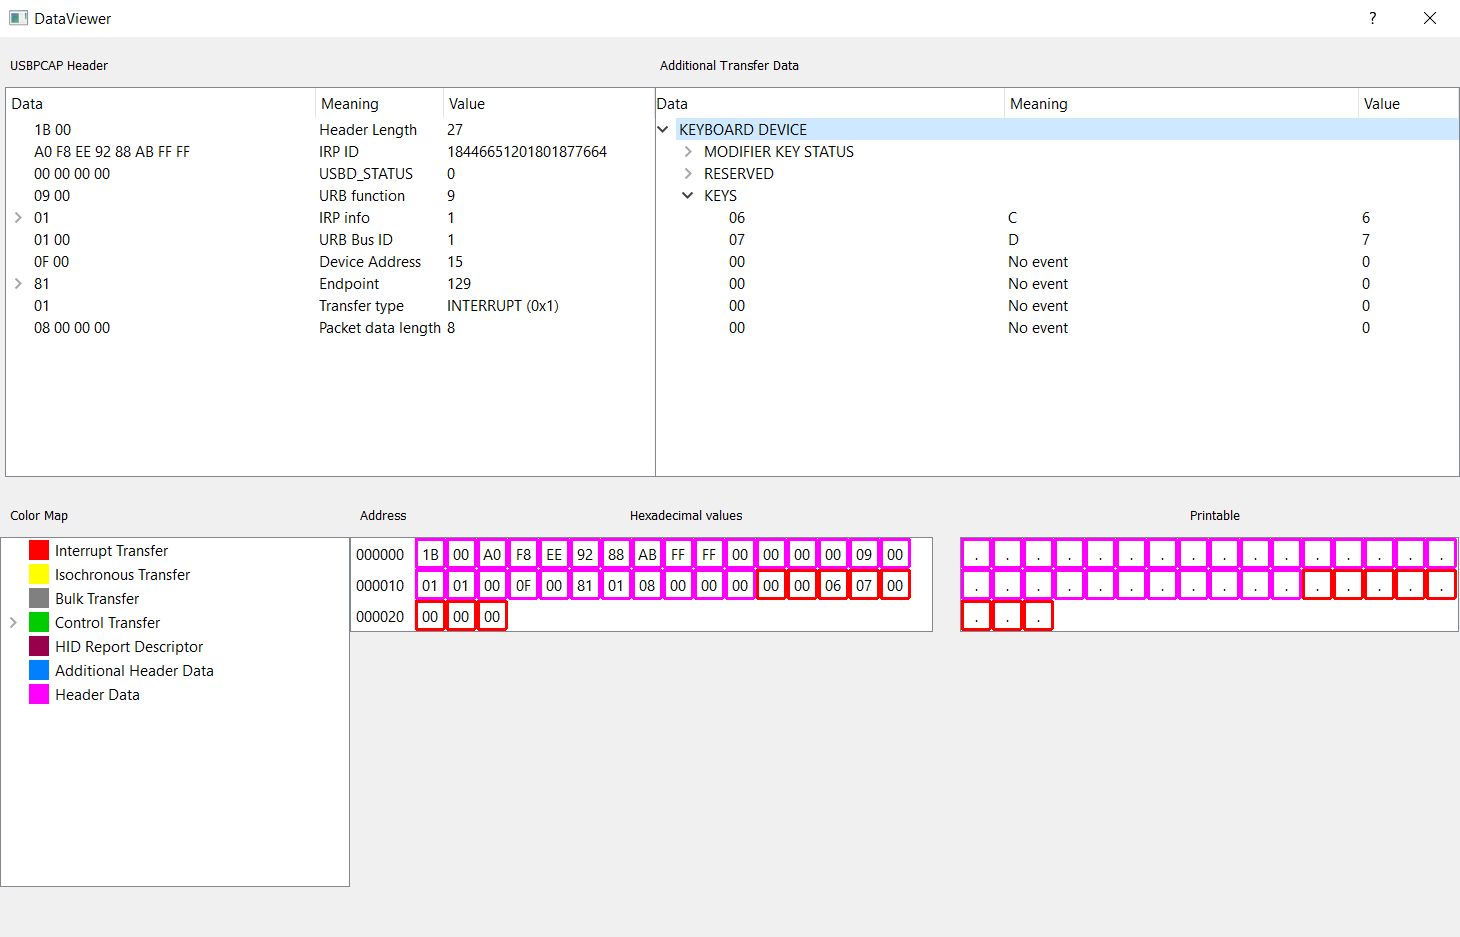 DataViewer ?
USBPCAP Header
Data Meaning Value
1B 00 Header Length 27
A0 F8 EE 92 88 AB FF FF IRP ID 18446651201801877664
00 00 00 00 USBD_STATUS 0
09 00 URB function 9
01 IRP info 1
01 00 URB Bus ID 1
0F 00 Device Address 15
81 Endpoint 129
01 Transfer type INTERRUPT (0x1)
08 00 00 00 Packet data length 8
Additional Transfer Data
Data Meaning Value
KEYBOARD DEVICE
MODIFIER KEY STATUS
RESERVED
KEYS
06 C 6
07 D 7
00 No event 0
00 No event 0
00 No event 0
00 No event 0
Color Map
Interrupt Transfer
Isochronous Transfer
Bulk Transfer
Control Transfer
HID Report Descriptor
Additional Header Data
Header Data
Address Hexadecimal values
000000 1B 00 A0 F8 EE 92 88 AB FF FF 00 00 00 00 09 00
000010 01 01 00 0F 00 81 01 08 00 00 00 00 00 06 07 00
000020 00 00 00
Printable
. . . . . . . . . . . . . . . .
. . . . . . . . . . . . . . . .
. . .